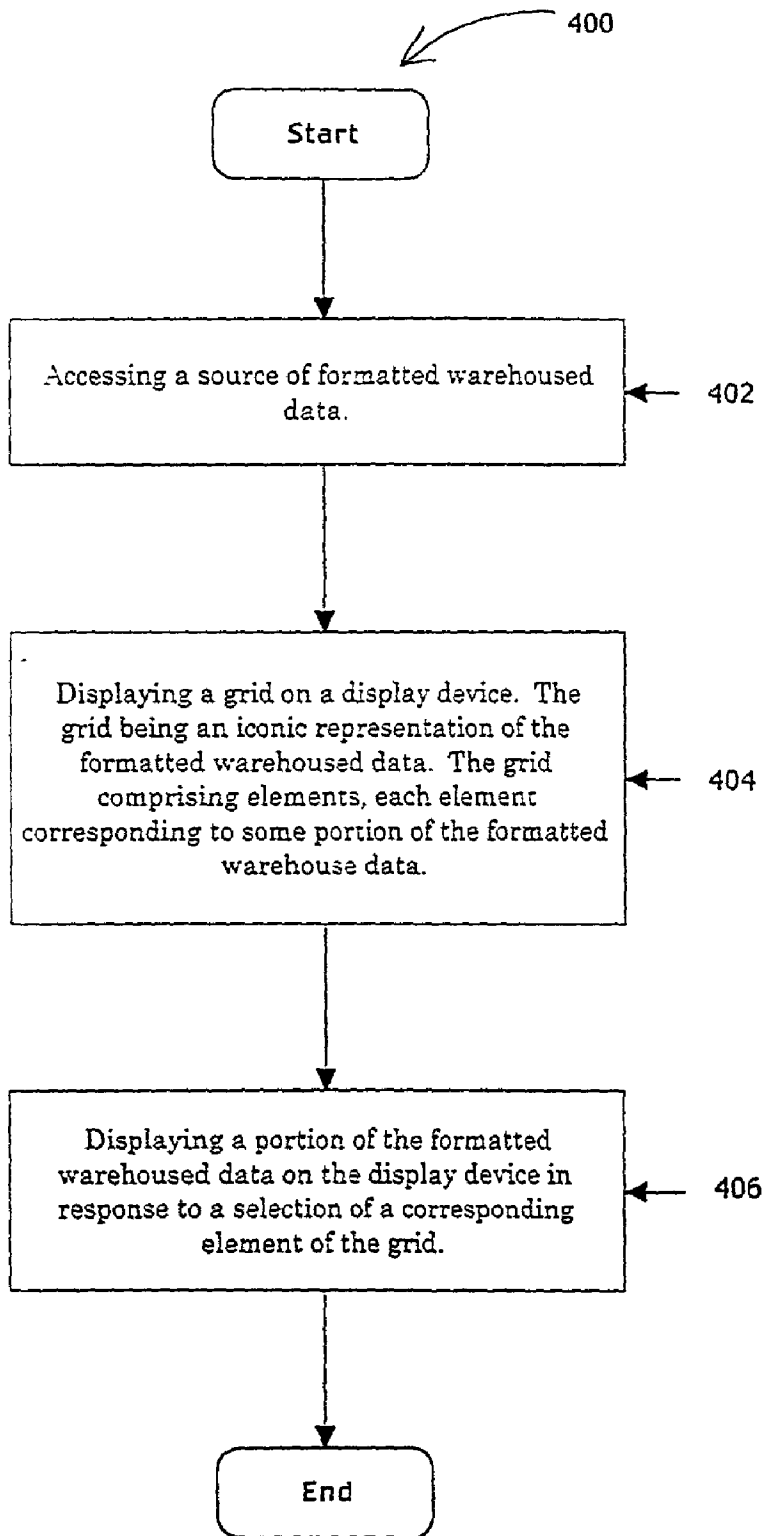 400
Start
Accessing a source of formatted warehoused
data.
402
Displaying a grid on a display device. The
grid being an iconic representation of the
formatted warehoused data. The grid
comprising elements, each element
corresponding to some portion of the formatted
warehouse data.
404
Displaying a portion of the formatted
warehoused data on the display device in
response to a selection of a corresponding
element of the grid.
406
End